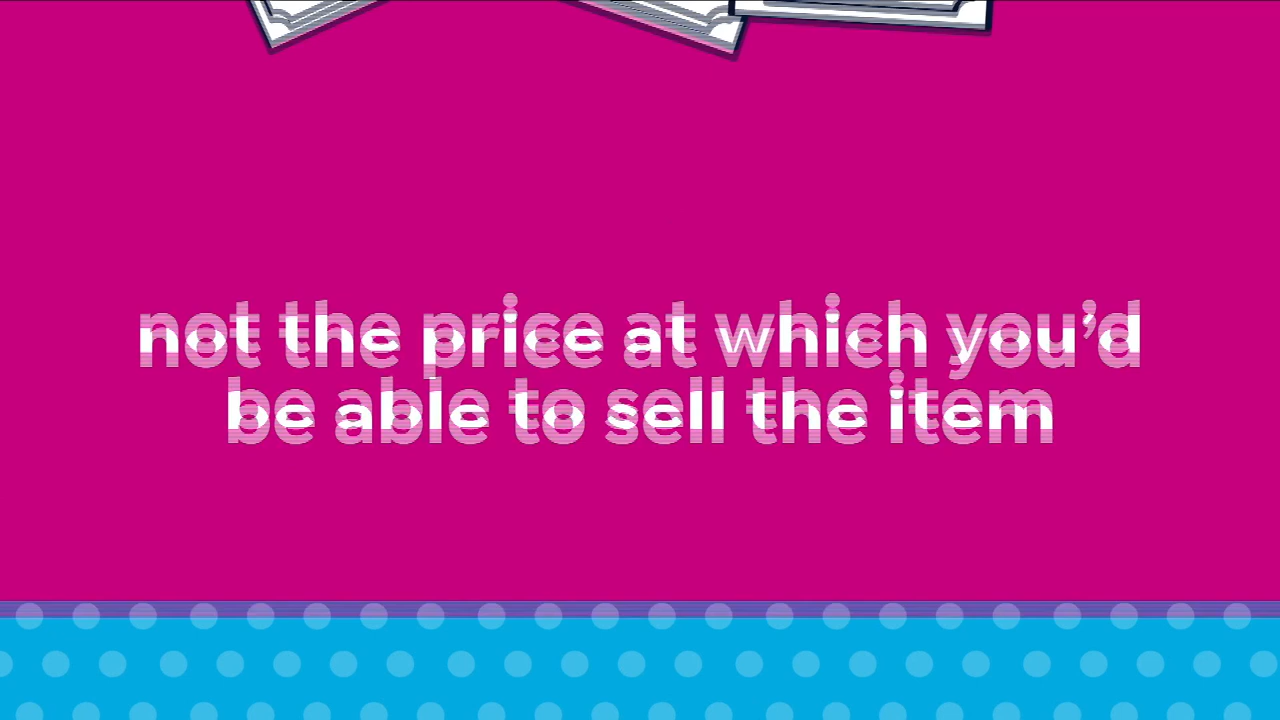 not the price at which you’d
be able to sell the item